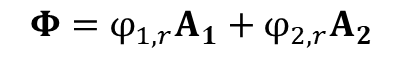 Φ = φ₁,ᵣA₁ + φ₂,ᵣA₂